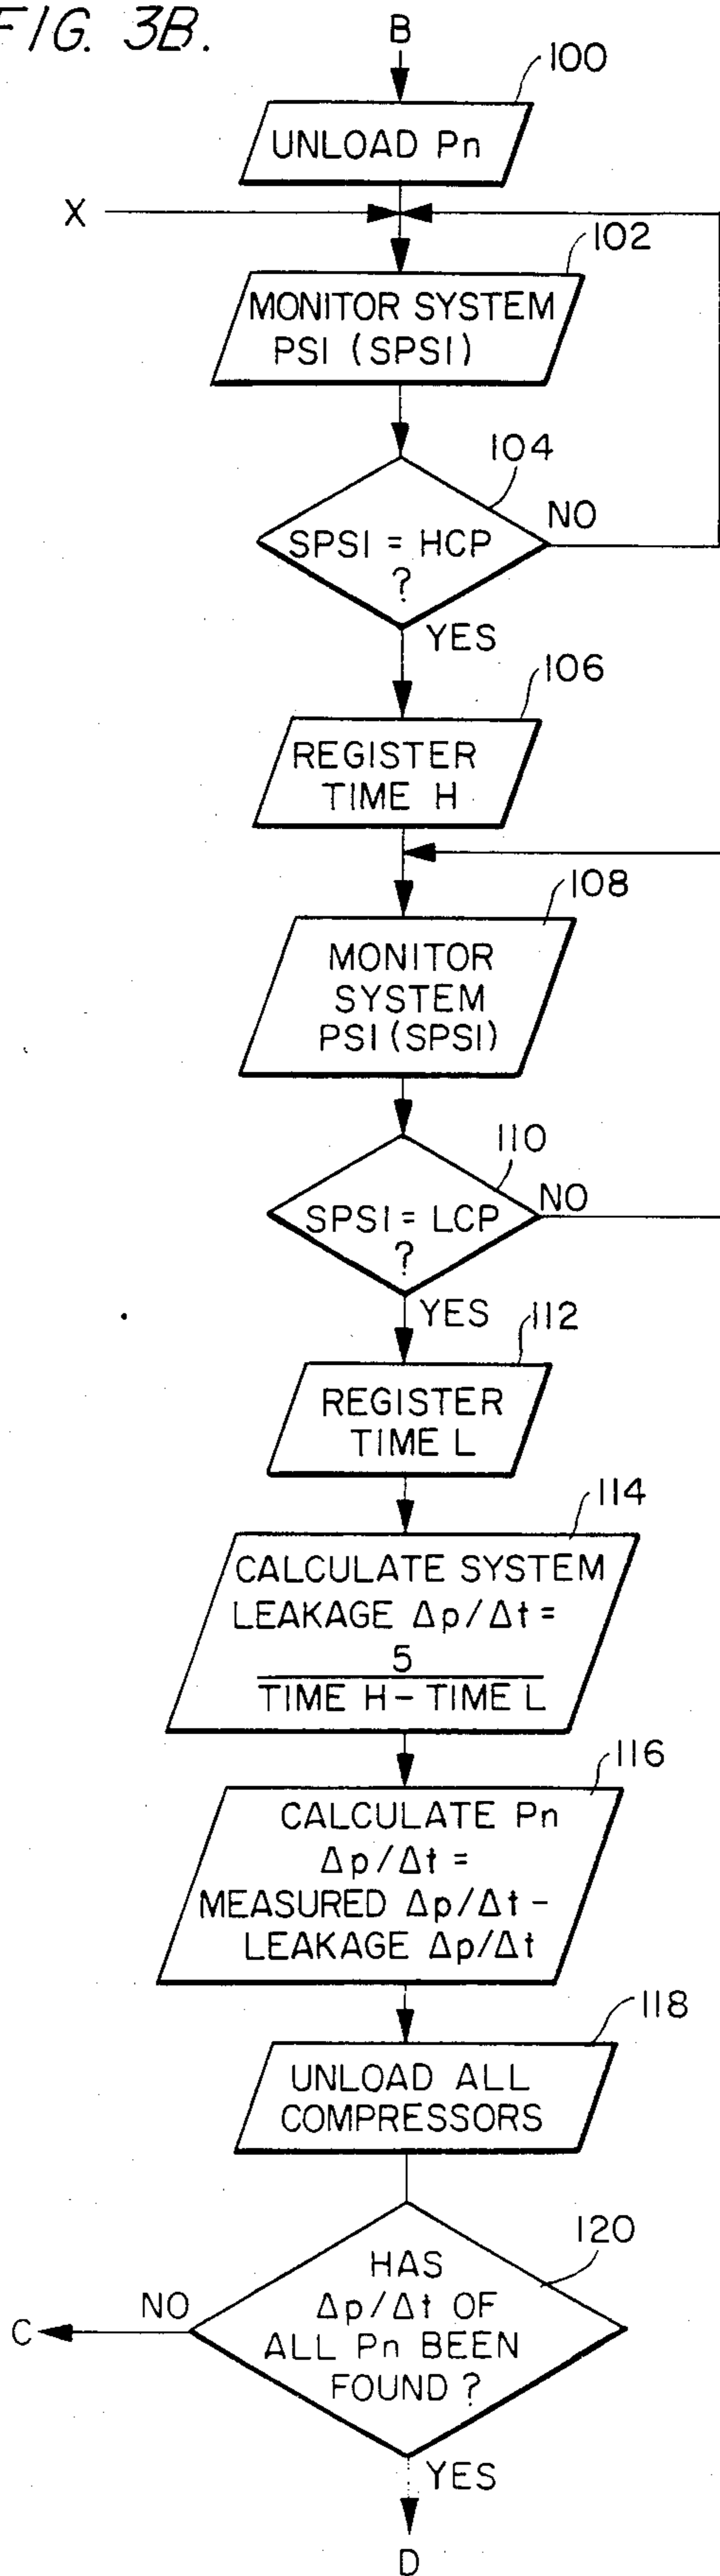 FIG. 3B.
B
100
UNLOAD Pn
X
102
MONITOR SYSTEM
PSI (SPSI)
104
SPSI = HCP
?
NO
YES
106
REGISTER
TIME H
108
MONITOR
SYSTEM
PSI (SPSI)
110
SPSI = LCP
?
NO
YES
112
REGISTER
TIME L
114
CALCULATE SYSTEM
LEAKAGE Δp/Δt =
5
TIME H - TIME L
116
CALCULATE Pn
Δp/Δt =
MEASURED Δp/Δt -
LEAKAGE Δp/Δt
118
UNLOAD ALL
COMPRESSORS
120
HAS
Δp/Δt OF
ALL Pn BEEN
FOUND ?
NO
C
YES
D